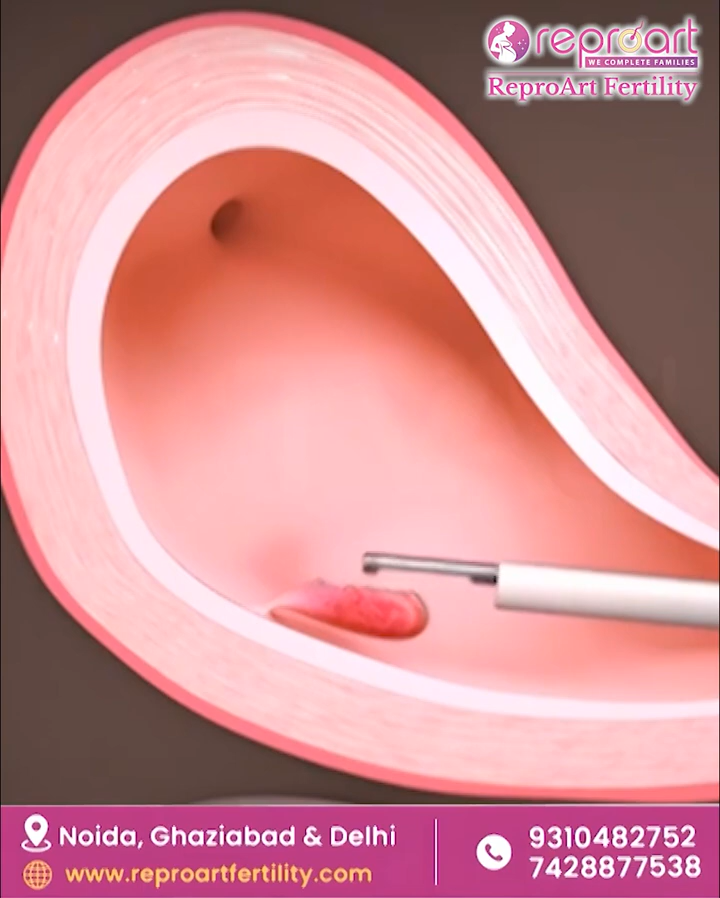 reproart
WE COMPLETE FAMILIES
ReproArt Fertility
Noida, Ghaziabad & Delhi
www.reproartfertility.com
9310482752
7428877538